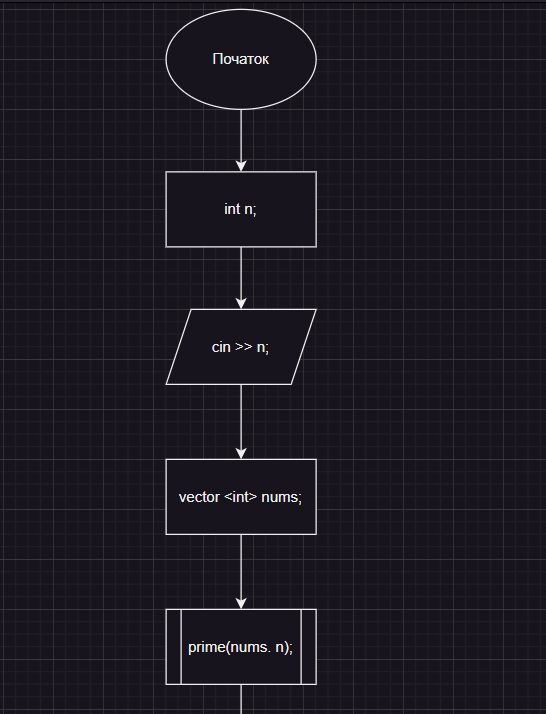 Початок
int n;
cin >> n;
vector <int> nums;
prime(nums. n);